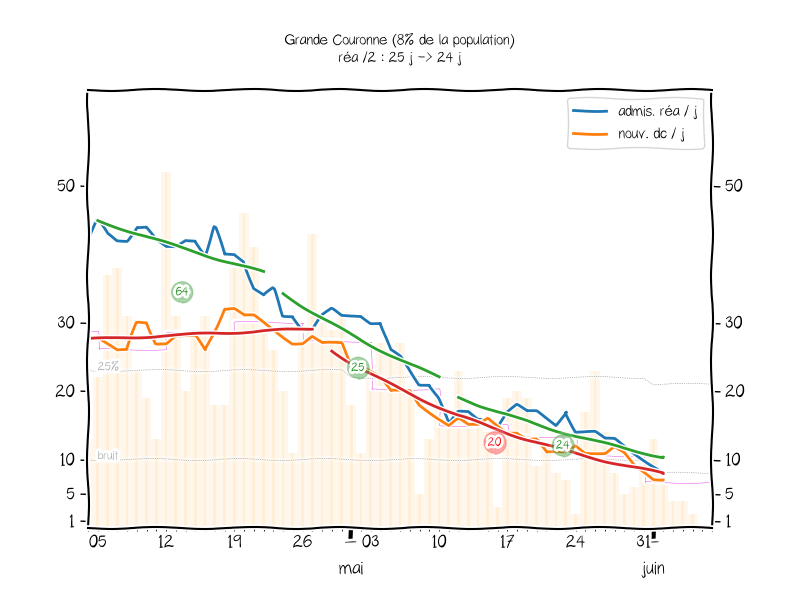 Grande Couronne (8% de la population)
réa /2 : 25 j -> 24 j
admis. réa / j
nouv. dc / j
50
50
64
30
30
25%
25
20
20
20
24
bruit
10
10
5
5
1
1
05 12 19 26 03 10 17 24 31
mai juin